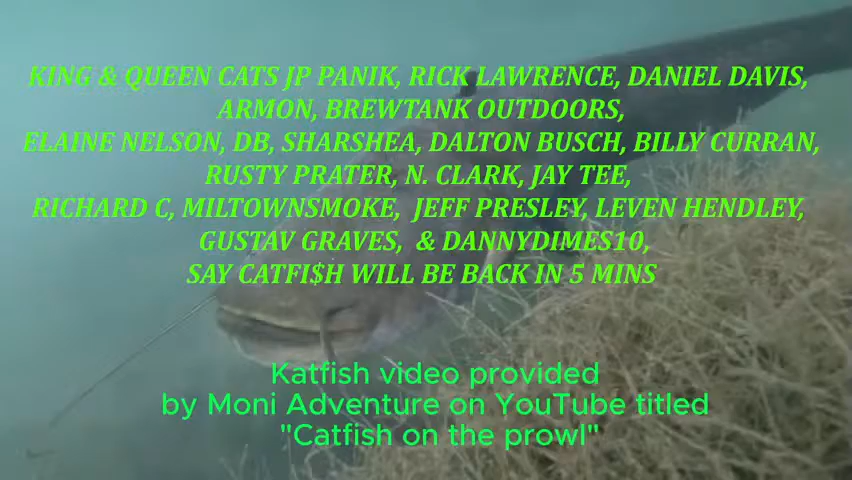 KING & QUEEN CATS JP PANIK, RICK LAWRENCE, DANIEL DAVIS,
ARMON, BREWTANK OUTDOORS,
ELAINE NELSON, DB, SHARSHEA, DALTON BUSCH, BILLY CURRAN,
RUSTY PRATER, N. CLARK, JAY TEE,
RICHARD C, MILTOWNSMOKE, JEFF PRESLEY, LEVEN HENDLEY,
GUSTAV GRAVES, & DANNYDIMES10,
SAY CATFI$H WILL BE BACK IN 5 MINS
Katfish video provided
by Moni Adventure on YouTube titled
"Catfish on the prowl"